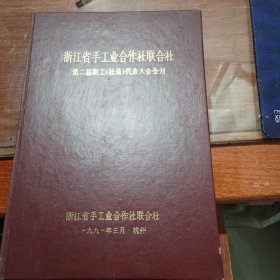 浙江省手工业合作社联合社
第二届职工(社员)代表大会会刊
浙江省手工业合作社联合社
一九九一年三月·杭州